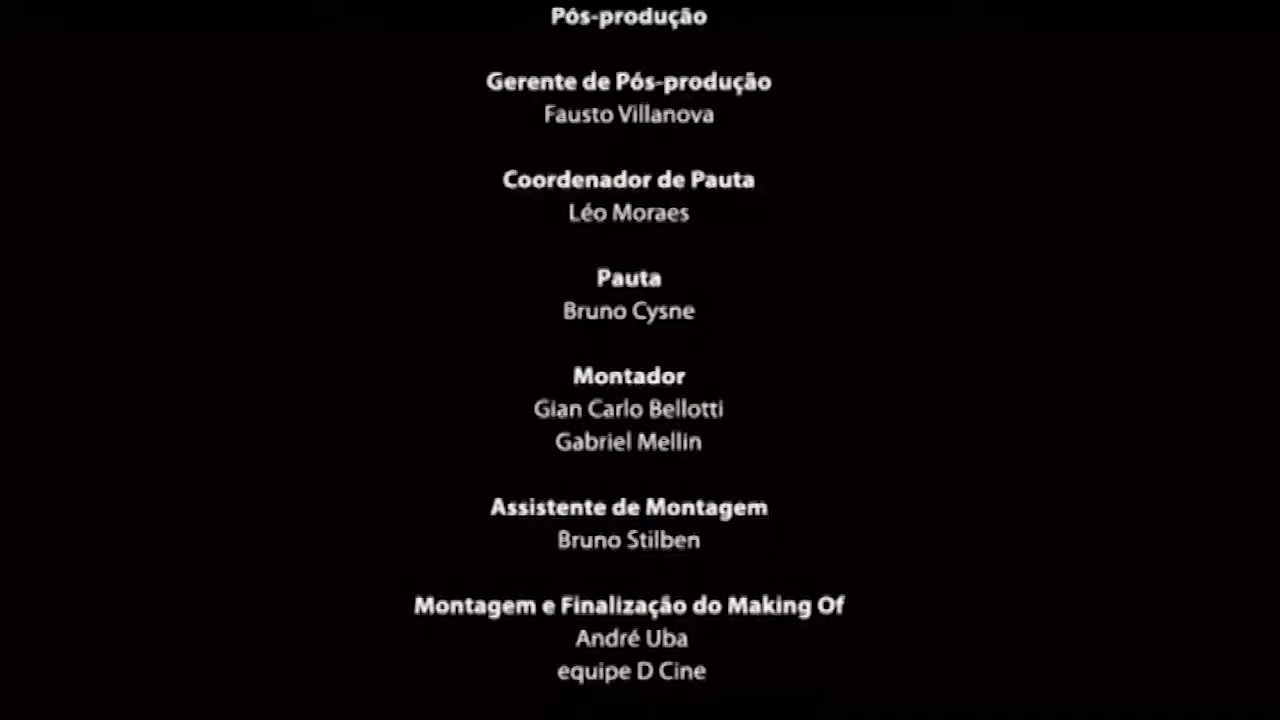 Pós-produção
Gerente de Pós-produção
Fausto Villanova
Coordenador de Pauta
Léo Moraes
Pauta
Bruno Cysne
Montador
Gian Carlo Bellotti
Gabriel Mellin
Assistente de Montagem
Bruno Stilben
Montagem e Finalização do Making Of
André Uba
equipe D Cine